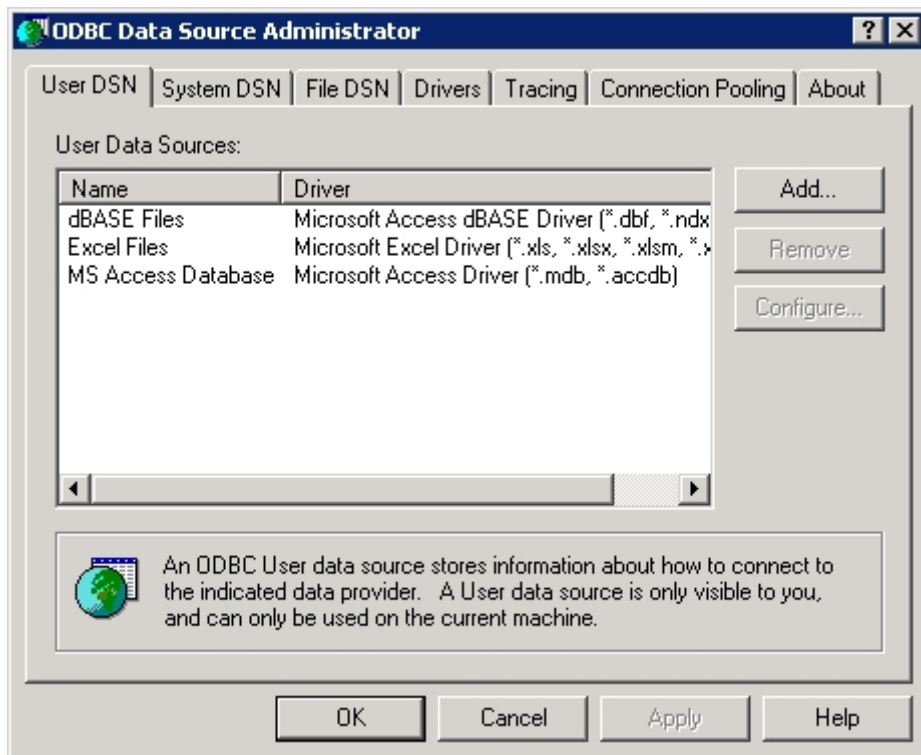 ODBC Data Source Administrator
User DSN System DSN File DSN Drivers Tracing Connection Pooling About
User Data Sources:
Name Driver
dBASE Files Microsoft Access dBASE Driver (*.dbf, *.ndx
Excel Files Microsoft Excel Driver (*.xls, *.xlsx, *.xlsm, *.x
MS Access Database Microsoft Access Driver (*.mdb, *.accdb)
Add...
Remove
Configure...
An ODBC User data source stores information about how to connect to
the indicated data provider. A User data source is only visible to you,
and can only be used on the current machine.
OK Cancel Apply Help